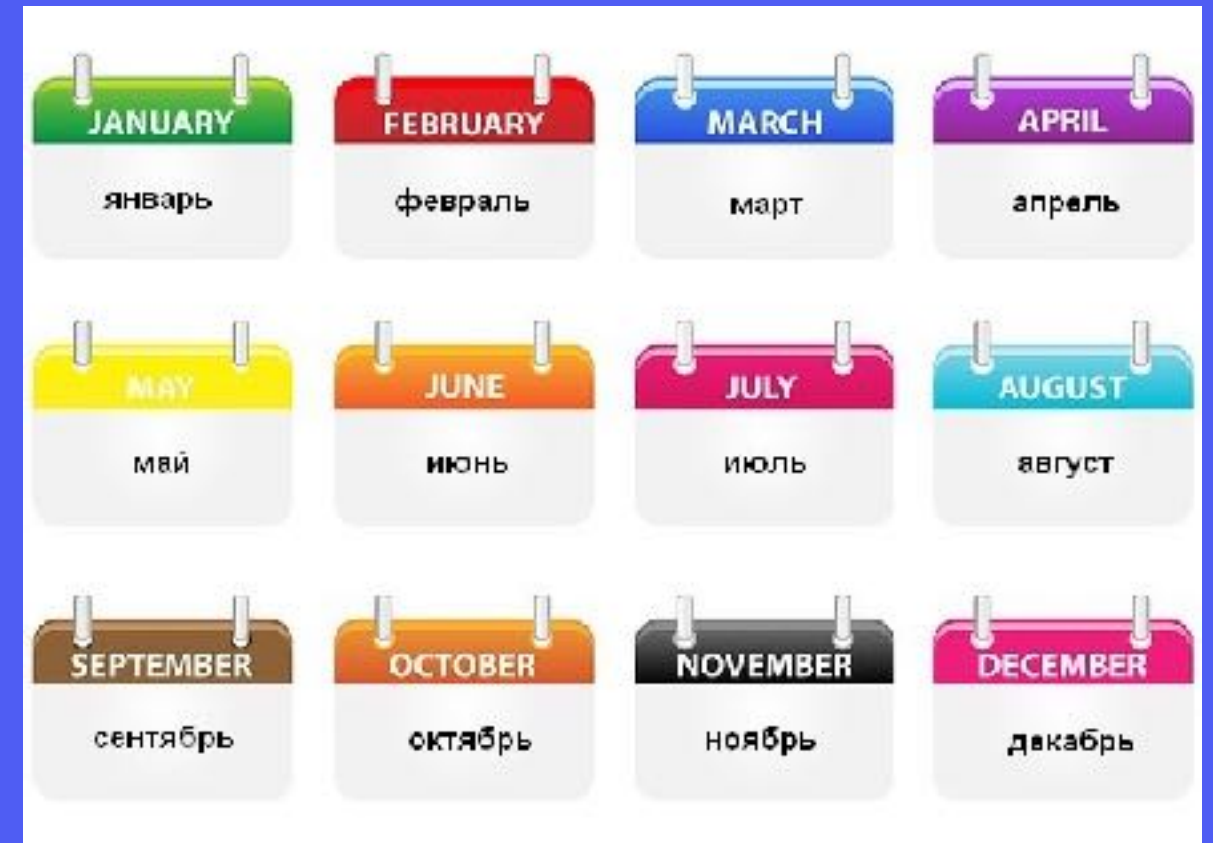 JANUARY
январь
FEBRUARY
февраль
MARCH
март
APRIL
апрель
MAY
май
JUNE
июнь
JULY
июль
AUGUST
август
SEPTEMBER
сентябрь
OCTOBER
октябрь
NOVEMBER
ноябрь
DECEMBER
декабрь